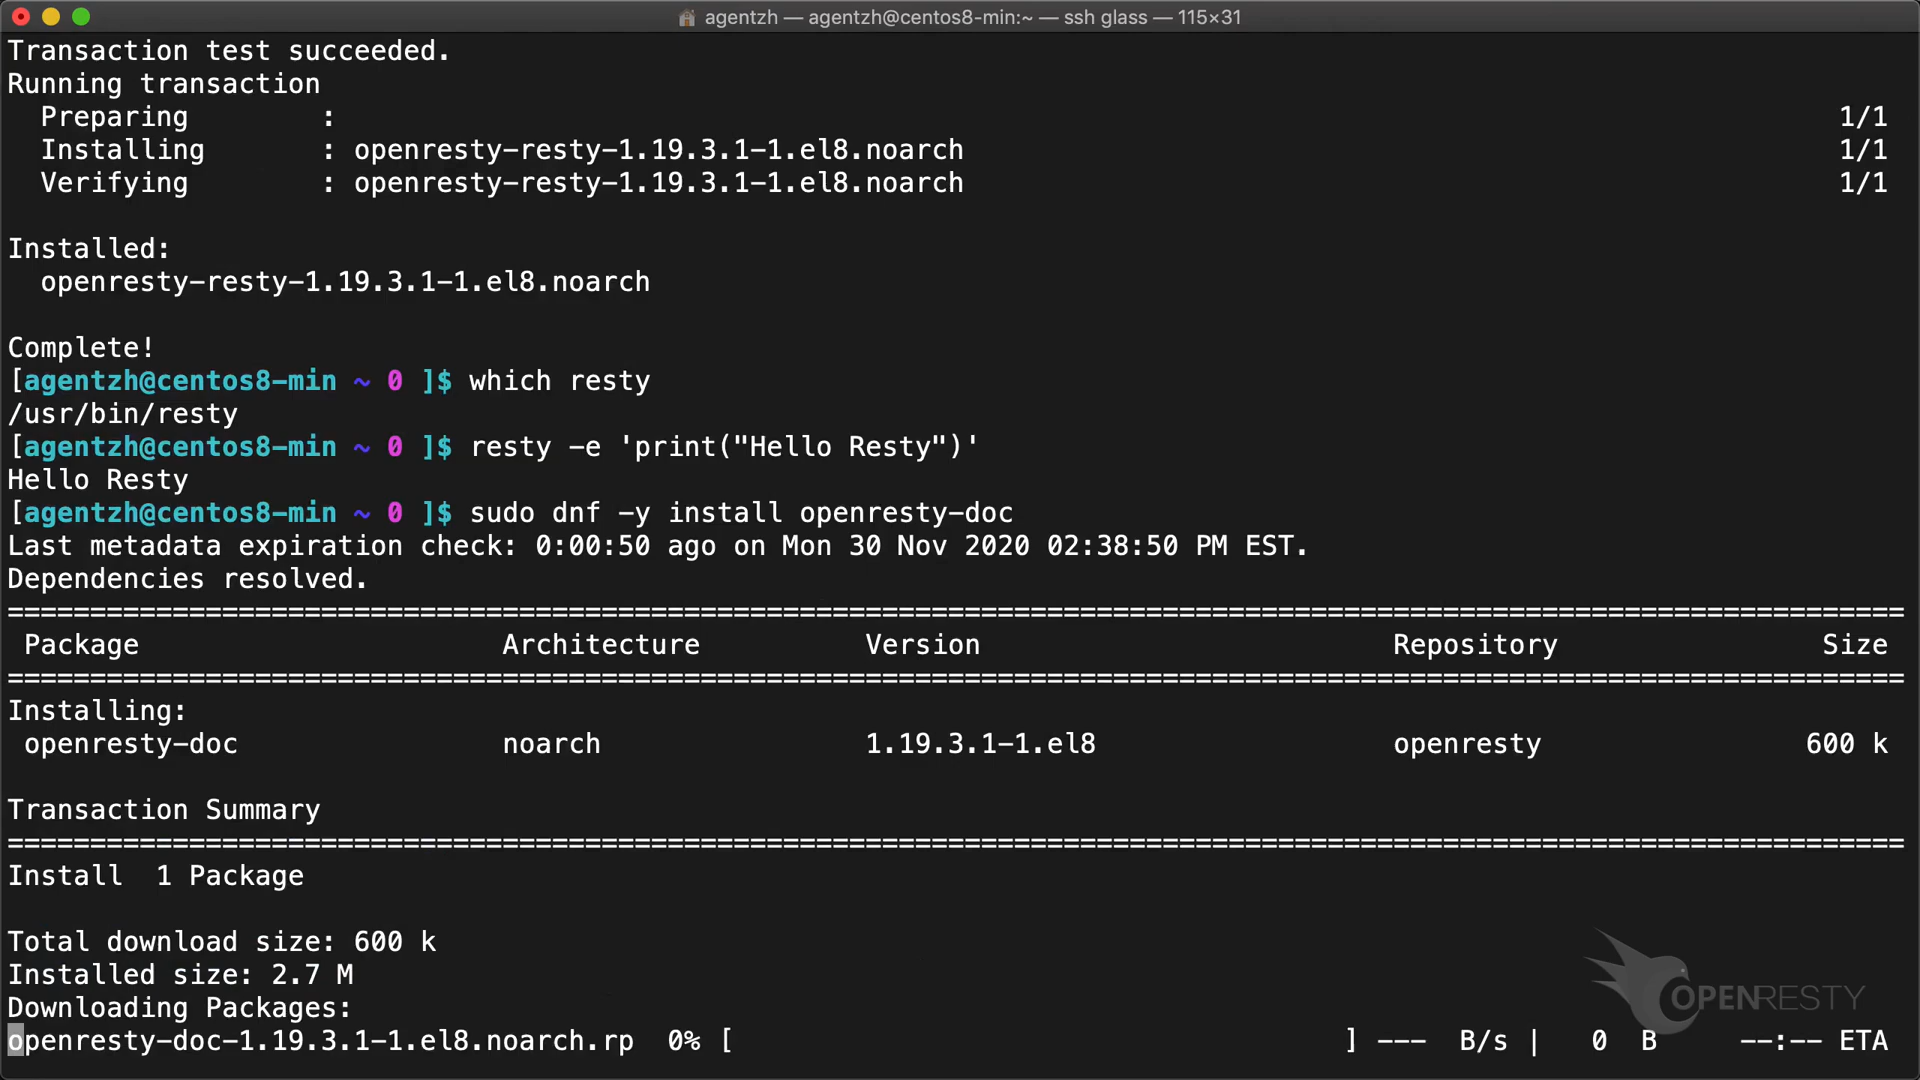 agentzh — agentzh@centos8-min:~ — ssh glass — 115×31
Transaction test succeeded.
Running transaction
  Preparing        :                                                                                            1/1
  Installing       : openresty-resty-1.19.3.1-1.el8.noarch                                                      1/1
  Verifying        : openresty-resty-1.19.3.1-1.el8.noarch                                                      1/1
Installed:
  openresty-resty-1.19.3.1-1.el8.noarch
Complete!
[agentzh@centos8-min ~ 0 ]$ which resty
/usr/bin/resty
[agentzh@centos8-min ~ 0 ]$ resty -e 'print("Hello Resty")'
Hello Resty
[agentzh@centos8-min ~ 0 ]$ sudo dnf -y install openresty-doc
Last metadata expiration check: 0:00:50 ago on Mon 30 Nov 2020 02:38:50 PM EST.
Dependencies resolved.
===================================================================================================================
 Package                      Architecture          Version                         Repository                Size
===================================================================================================================
Installing:
 openresty-doc                noarch                1.19.3.1-1.el8                  openresty                600 k
Transaction Summary
===================================================================================================================
Install  1 Package
Total download size: 600 k
Installed size: 2.7 M
Downloading Packages:
openresty-doc-1.19.3.1-1.el8.noarch.rp  0% [                                     ] ---  B/s |   0  B     --:-- ETA
OPENRESTY